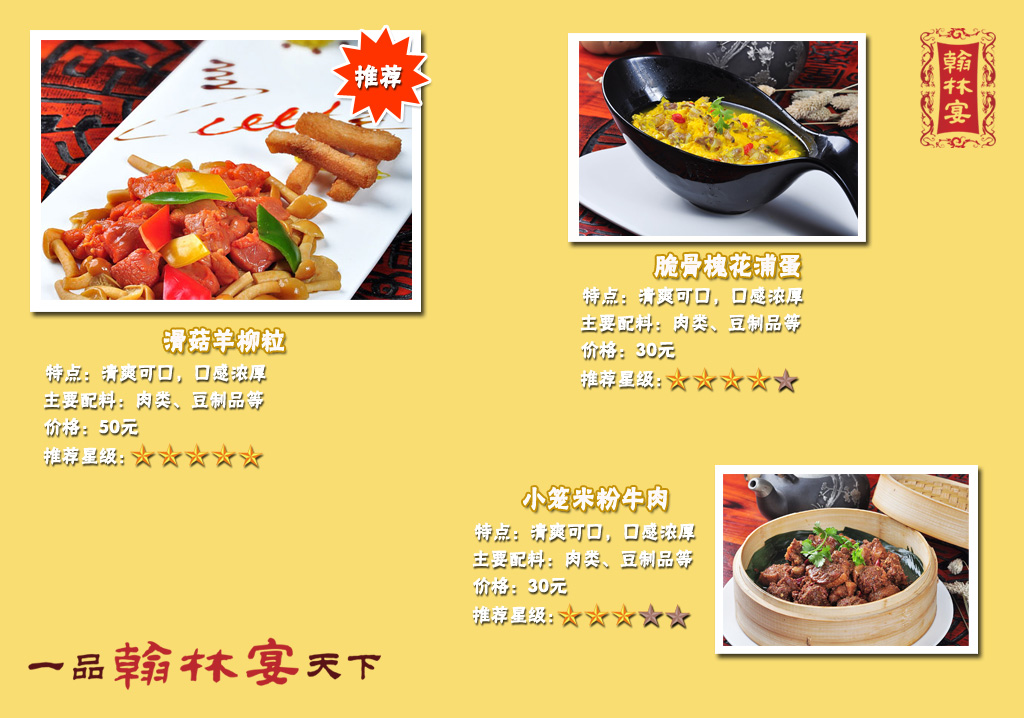 推荐
翰林宴
滑菇羊柳粒
特点：清爽可口，口感浓厚
主要配料：肉类、豆制品等
价格：50元
推荐星级：
脆骨槐花浦蛋
特点：清爽可口，口感浓厚
主要配料：肉类、豆制品等
价格：30元
推荐星级：
小笼米粉牛肉
特点：清爽可口，口感浓厚
主要配料：肉类、豆制品等
价格：30元
推荐星级：
一品翰林宴天下